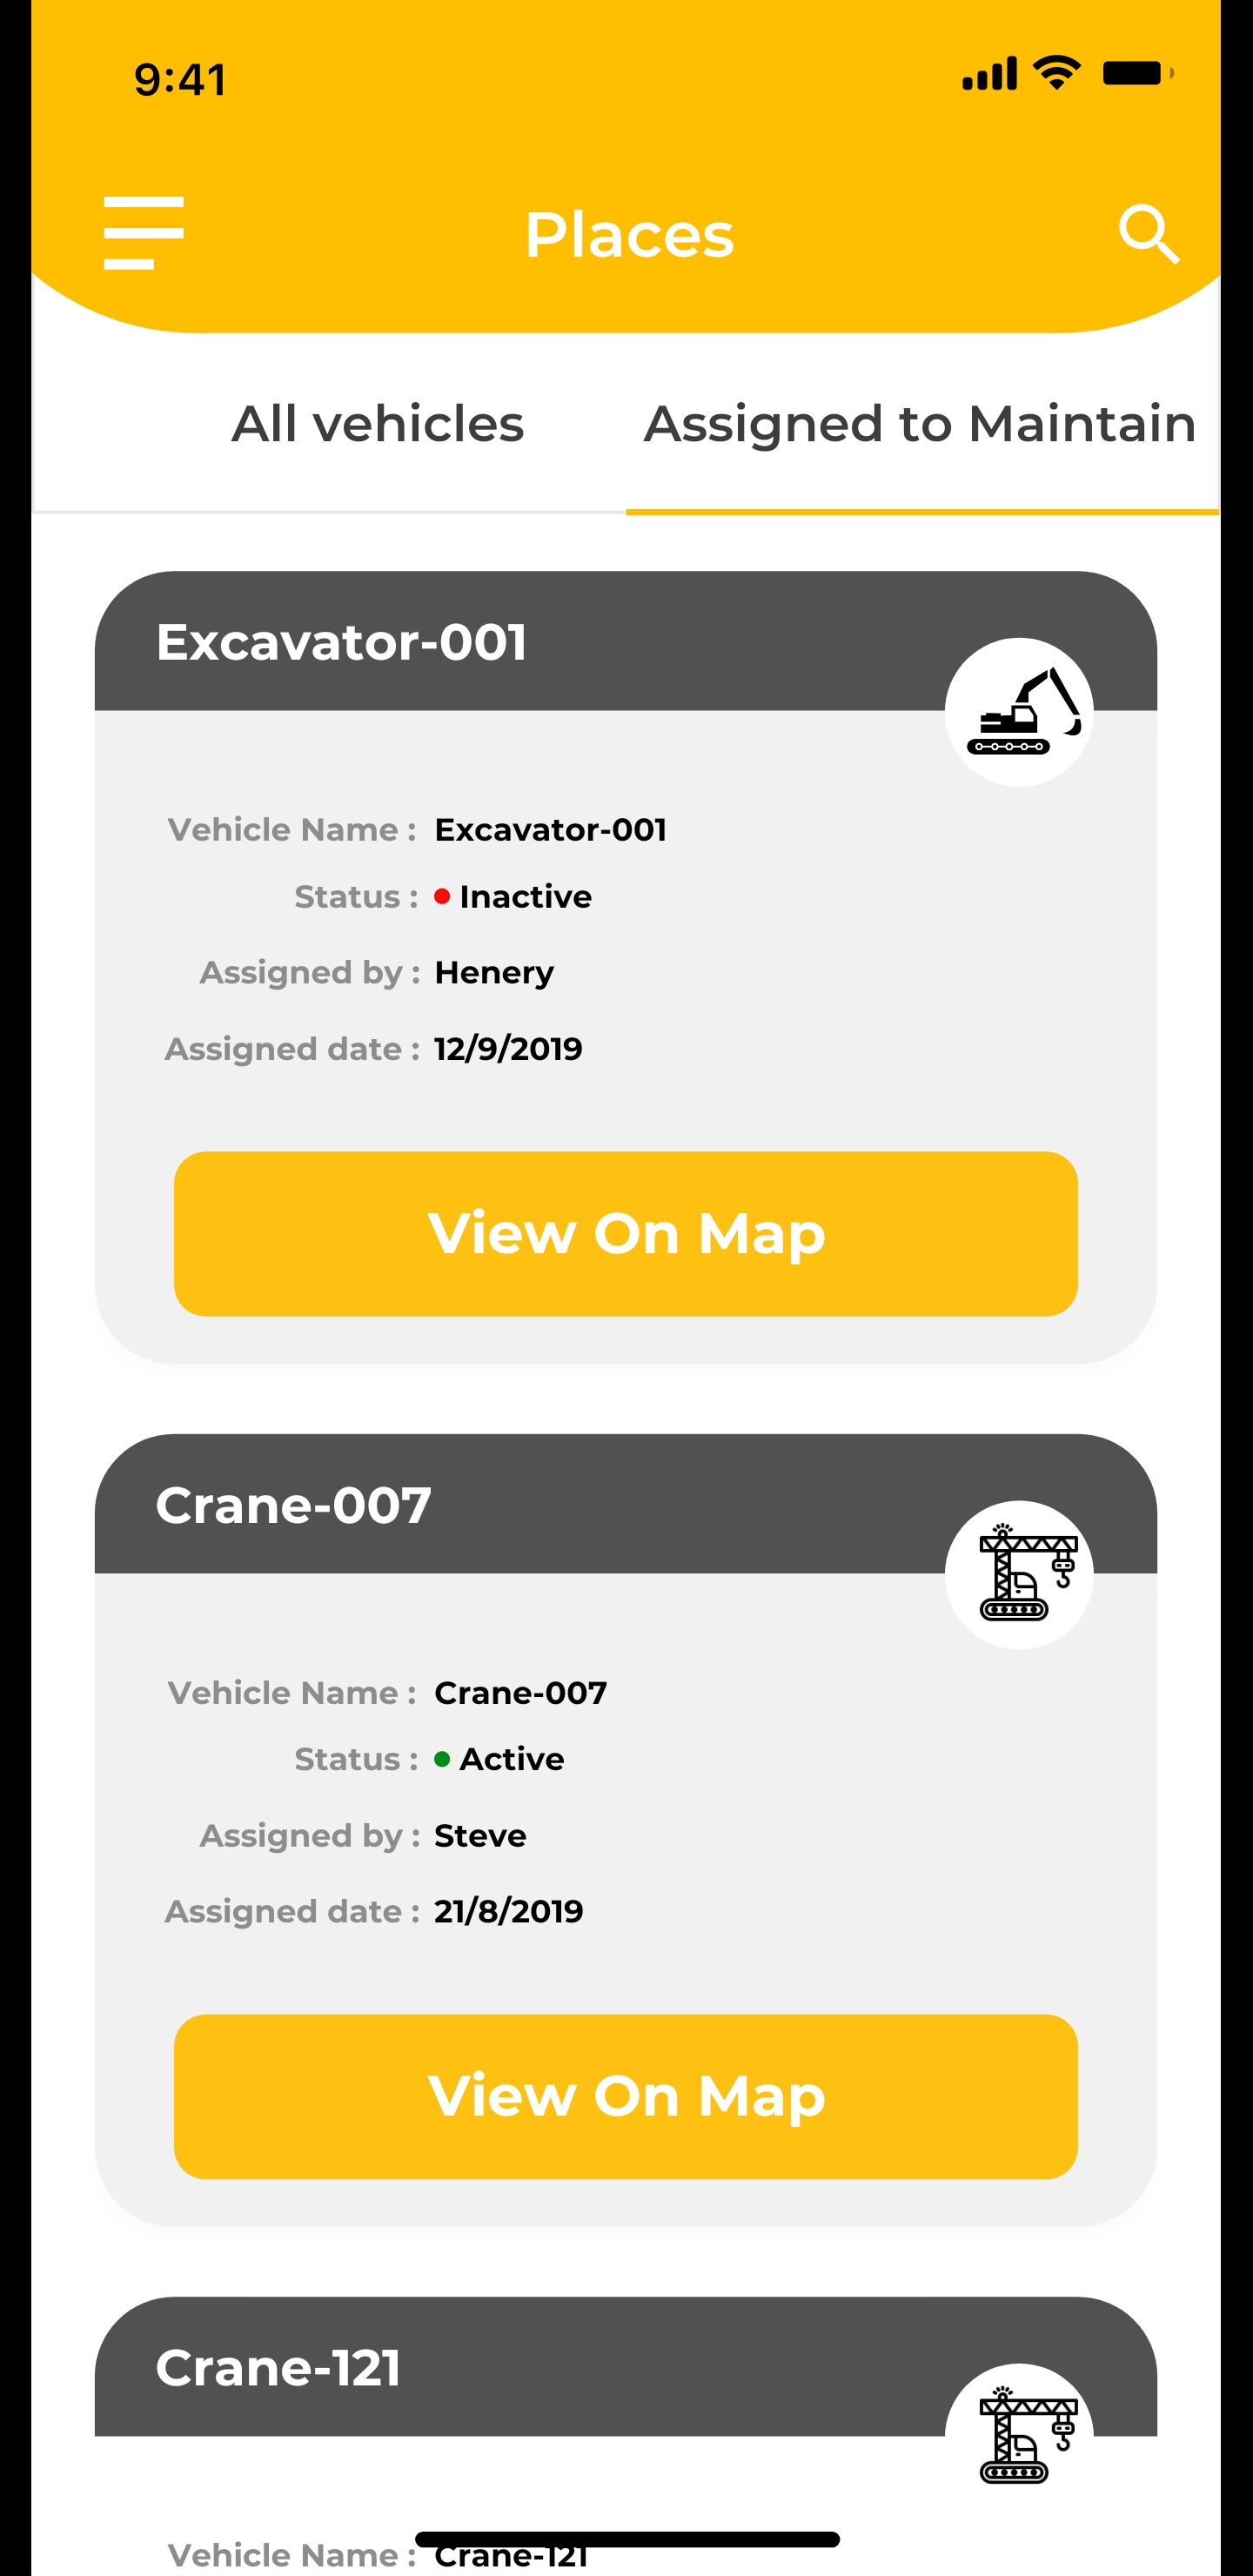 9:41
Places
All vehicles Assigned to Maintain
Excavator-001
Vehicle Name : Excavator-001
Status : Inactive
Assigned by : Henery
Assigned date : 12/9/2019
View On Map
Crane-007
Vehicle Name : Crane-007
Status : Active
Assigned by : Steve
Assigned date : 21/8/2019
View On Map
Crane-121
Vehicle Name : Crane-121